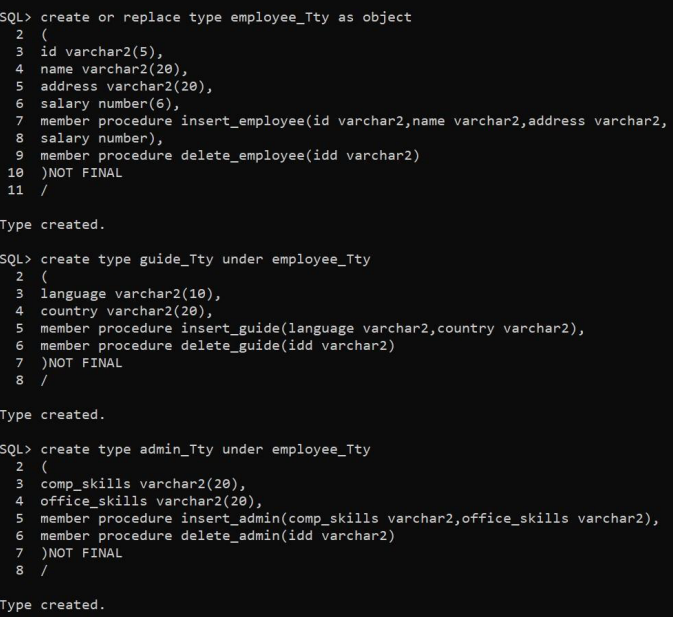 SQL> create or replace type employee_Tty as object
2 (
3 id varchar2(5),
4 name varchar2(20),
5 address varchar2(20),
6 salary number(6),
7 member procedure insert_employee(id varchar2,name varchar2,address varchar2,
8 salary number),
9 member procedure delete_employee(idd varchar2)
10 )NOT FINAL
11 /
Type created.
SQL> create type guide_Tty under employee_Tty
2 (
3 language varchar2(10),
4 country varchar2(20),
5 member procedure insert_guide(language varchar2,country varchar2),
6 member procedure delete_guide(idd varchar2)
7 )NOT FINAL
8 /
Type created.
SQL> create type admin_Tty under employee_Tty
2 (
3 comp_skills varchar2(20),
4 office_skills varchar2(20),
5 member procedure insert_admin(comp_skills varchar2,office_skills varchar2),
6 member procedure delete_admin(idd varchar2)
7 )NOT FINAL
8 /
Type created.